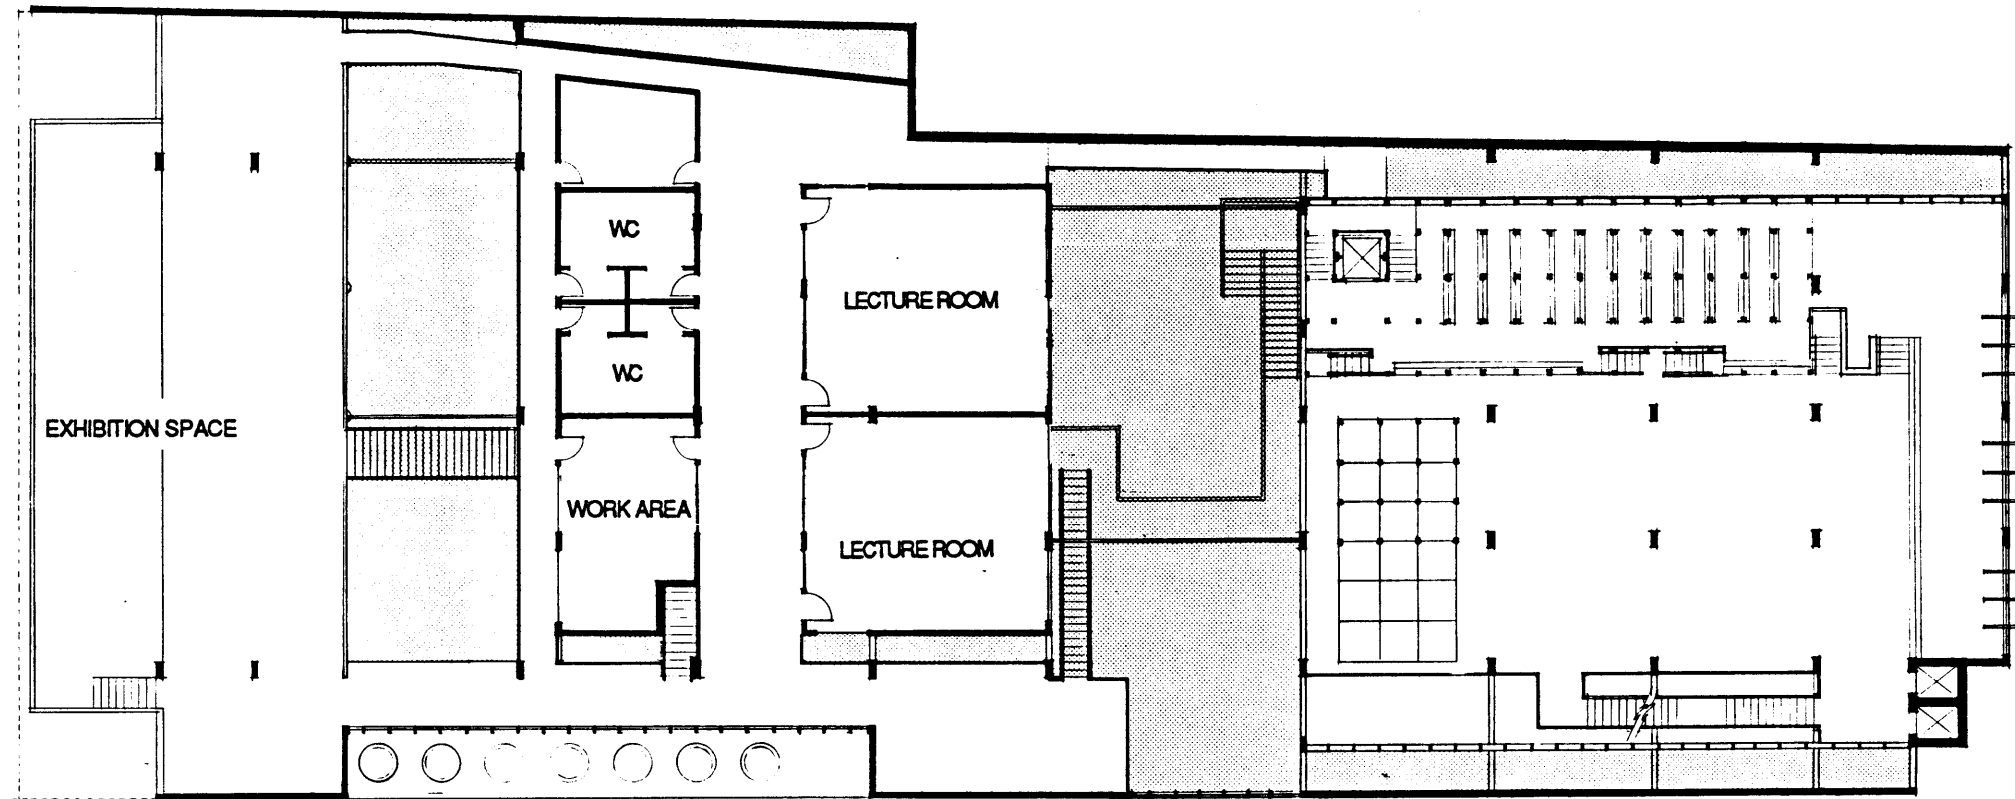 WC
LECTURE ROOM
WC
EXHIBITION SPACE
WORK AREA
LECTURE ROOM